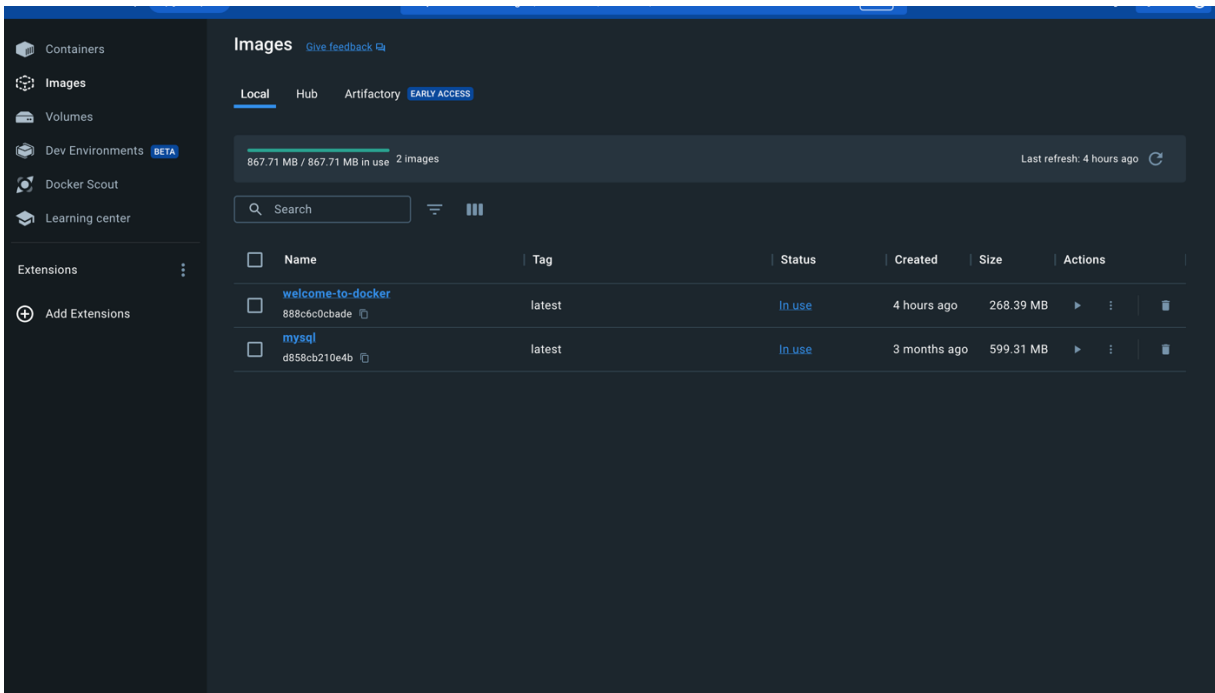 Containers
Images
Volumes
Dev Environments BETA
Docker Scout
Learning center
Extensions
Add Extensions
Images Give feedback
Local Hub Artifactory EARLY ACCESS
867.71 MB / 867.71 MB in use 2 images
Last refresh: 4 hours ago
Search
Name Tag Status Created Size Actions
welcome-to-docker
888c6c0cbade
latest In use 4 hours ago 268.39 MB
mysql
d858cb210e4b
latest In use 3 months ago 599.31 MB